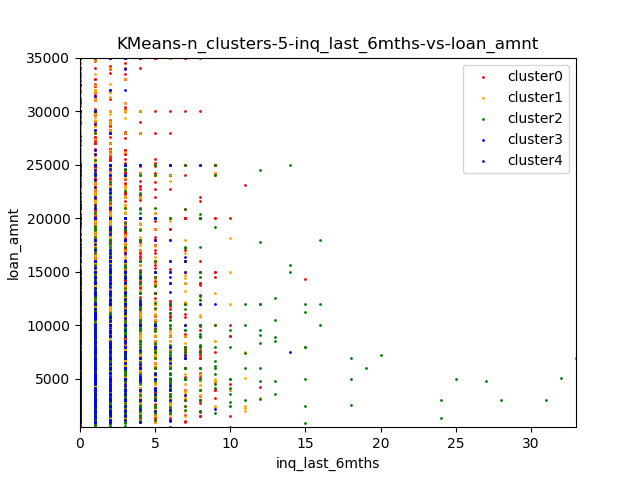 KMeans-n_clusters-5-inq_last_6mths-vs-loan_amnt
35000
30000
25000
20000
15000
10000
5000
loan_amnt
cluster0
cluster1
cluster2
cluster3
cluster4
0 5 10 15 20 25 30
inq_last_6mths